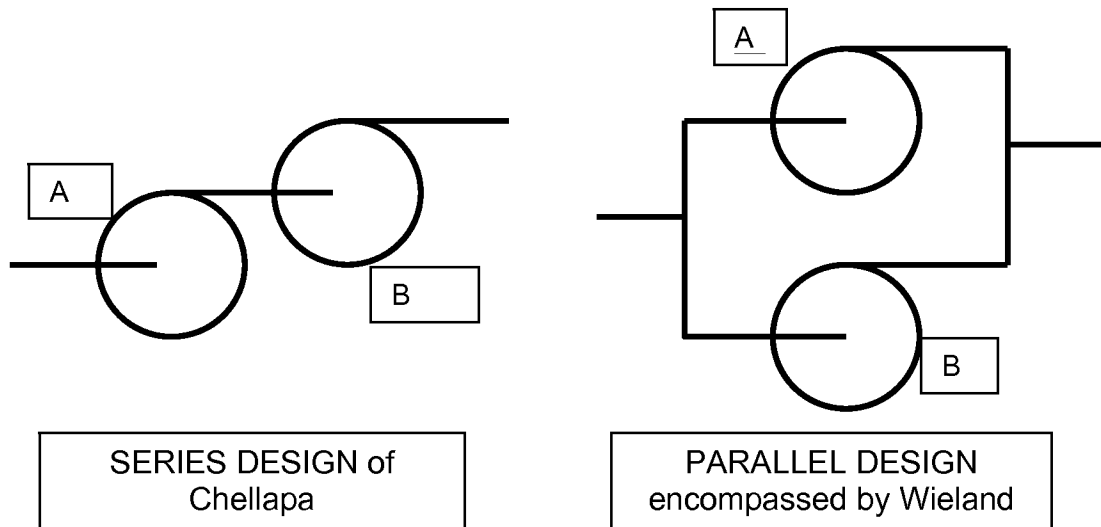 A
B
SERIES DESIGN of
Chellapa
A
B
PARALLEL DESIGN
encompassed by Wieland